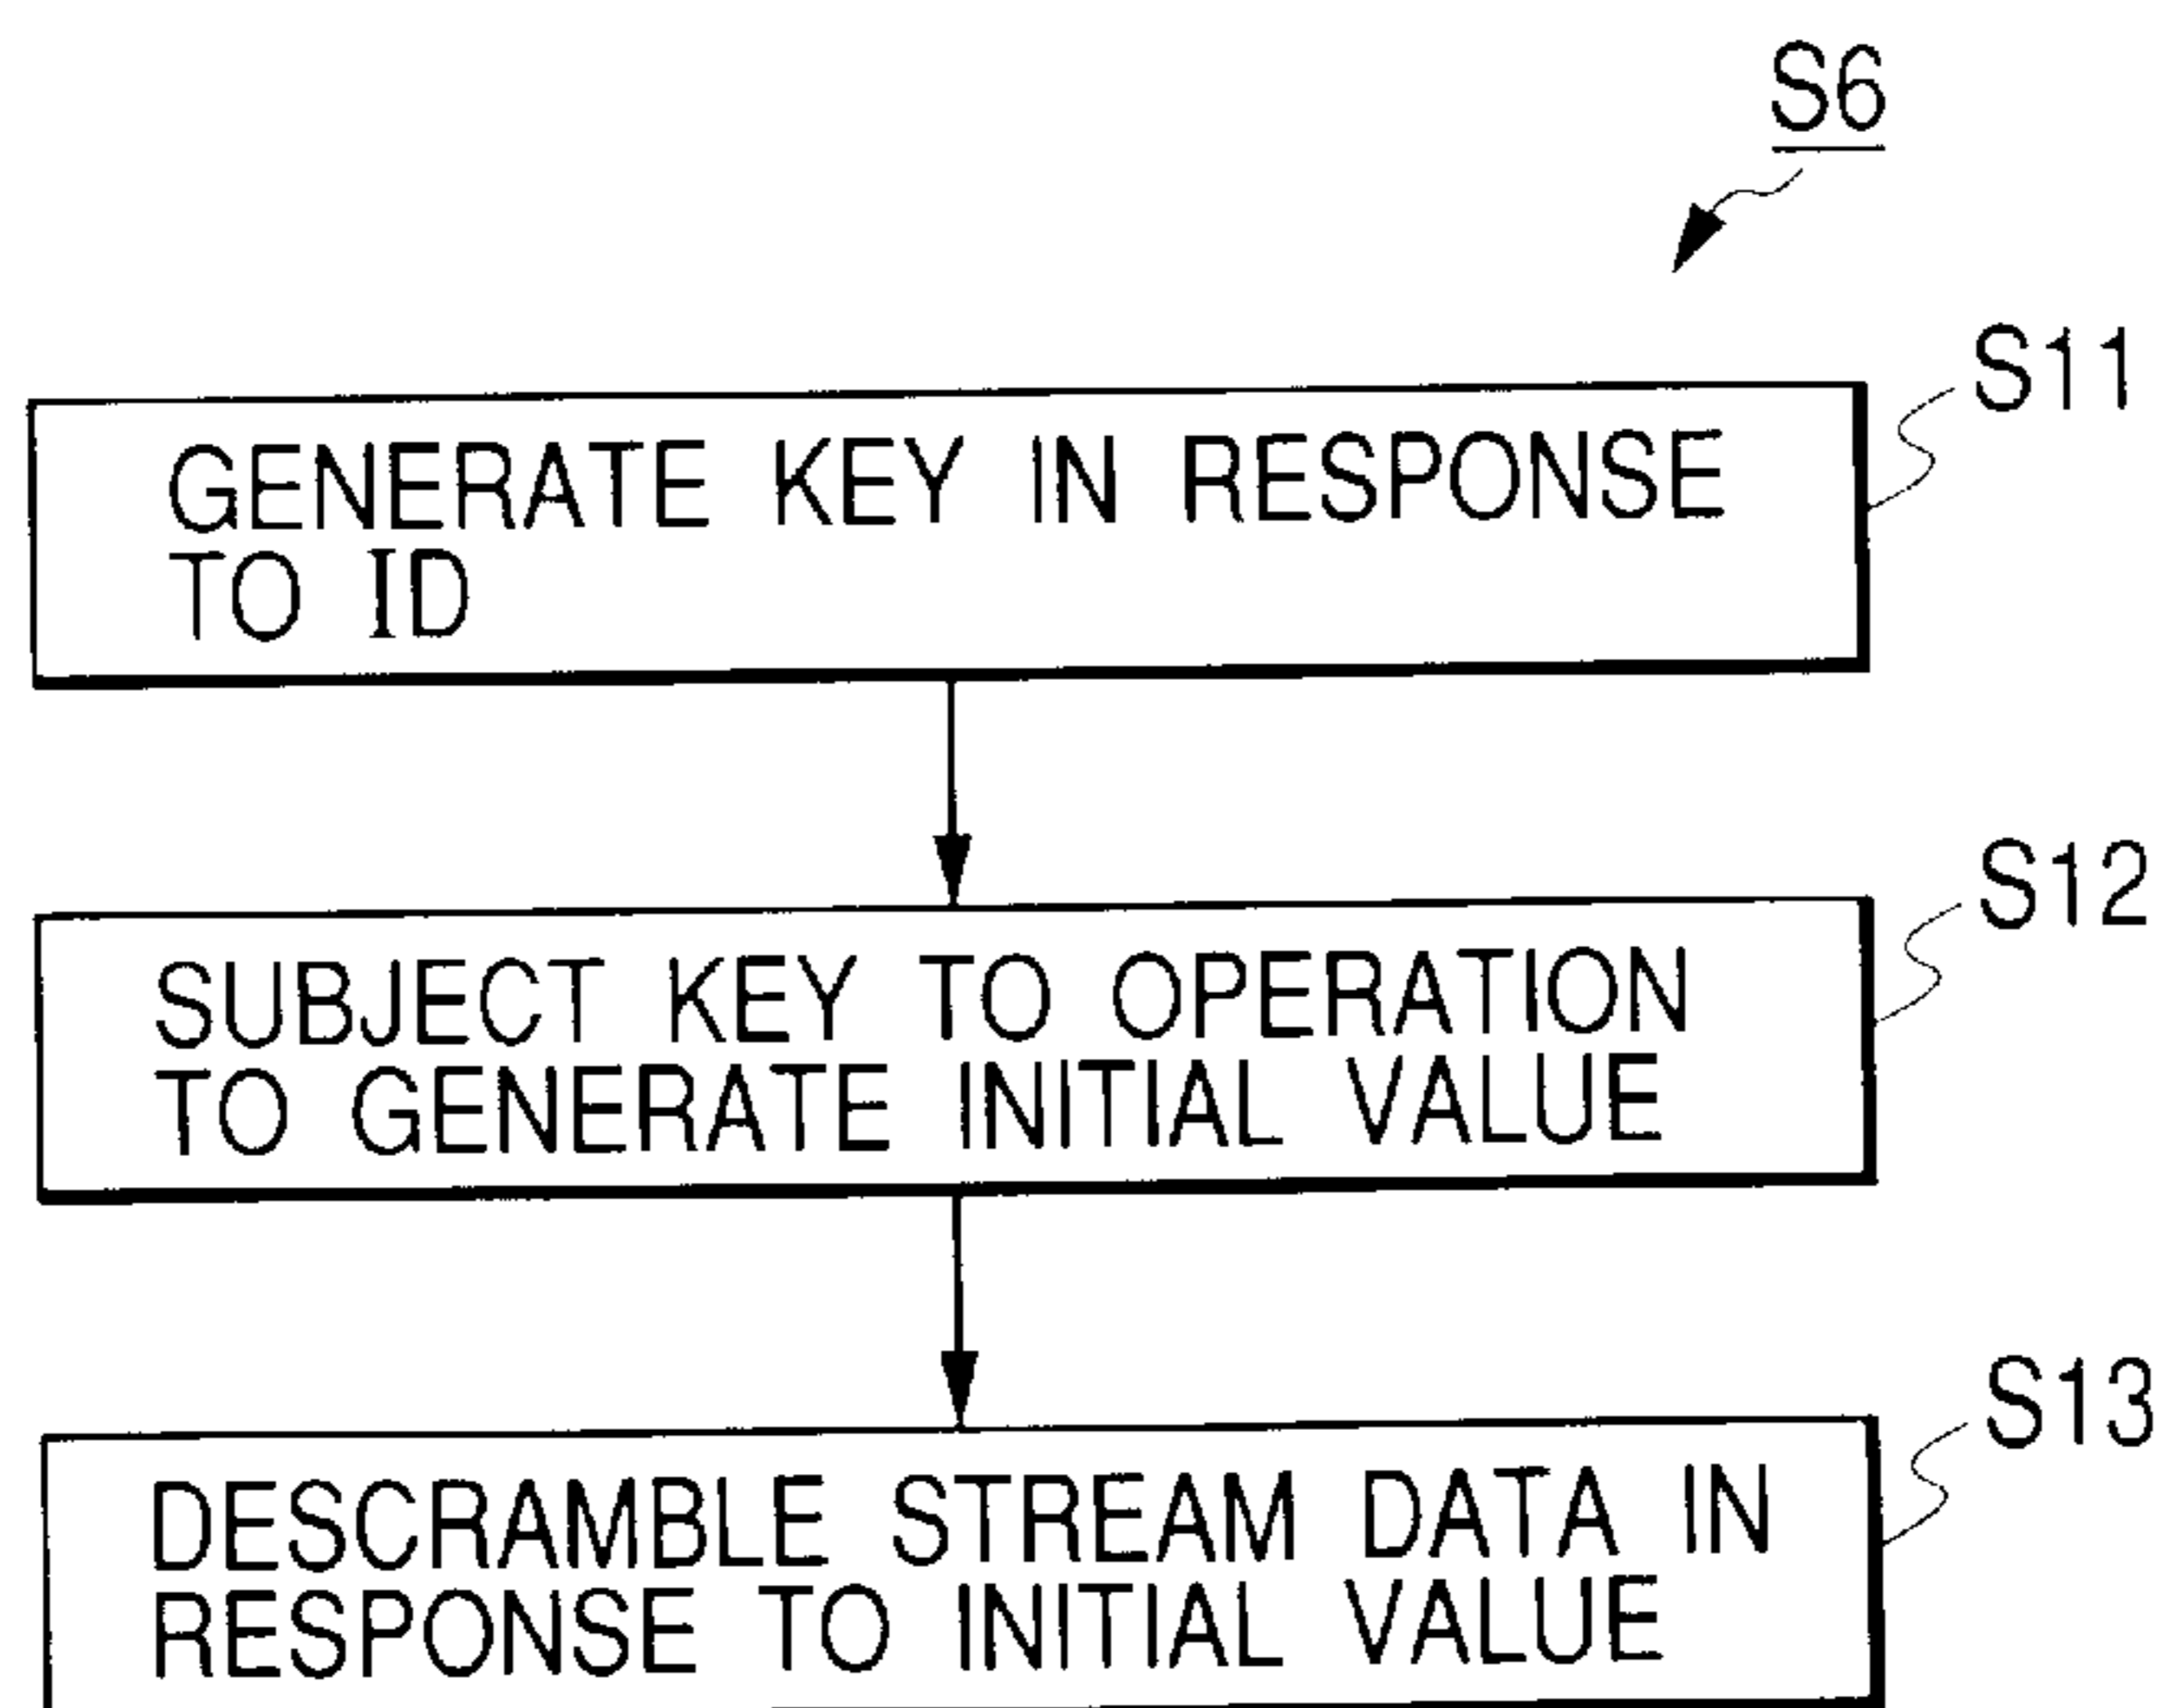 S6
S11
GENERATE KEY IN RESPONSE
TO ID
S12
SUBJECT KEY TO OPERATION
TO GENERATE INITIAL VALUE
S13
DESCRAMBLE STREAM DATA IN
RESPONSE TO INITIAL VALUE